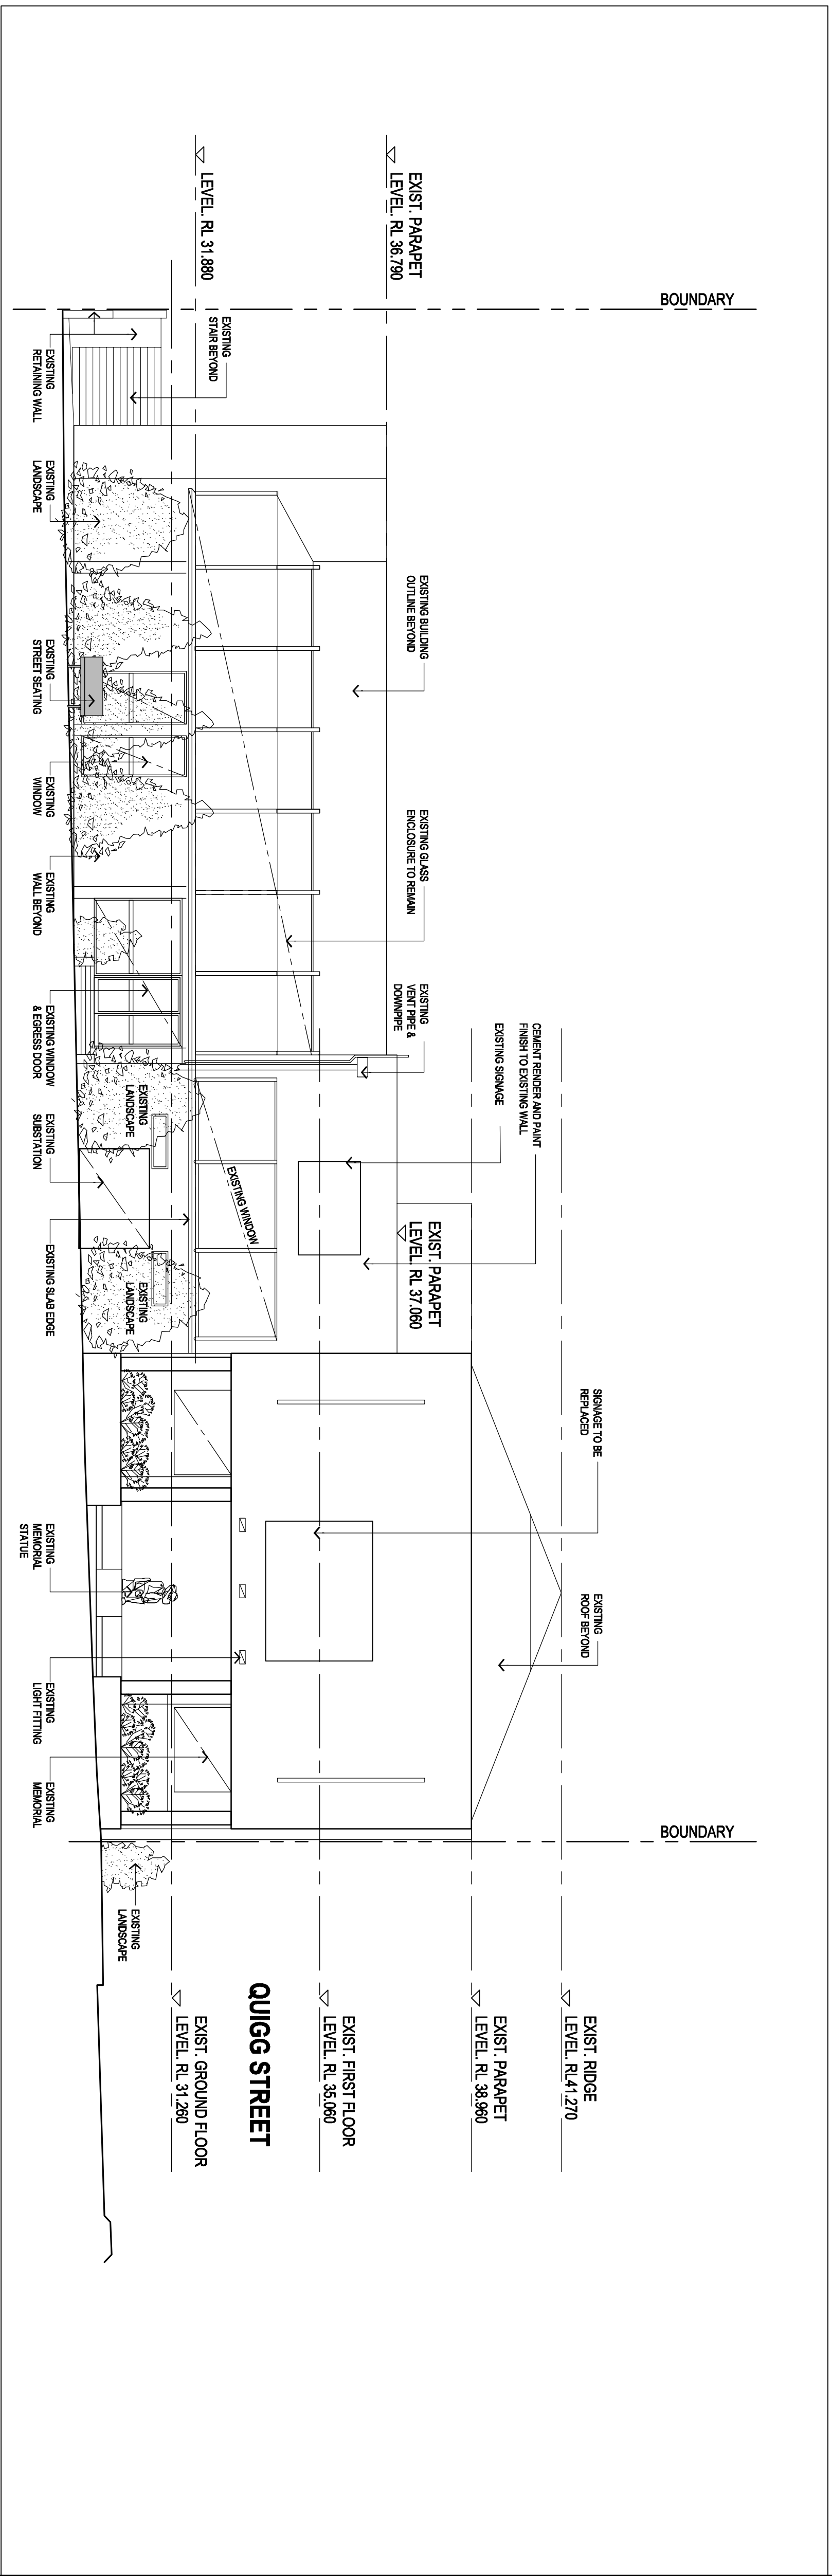 BOUNDARY
BOUNDARY
EXIST. PARAPET
LEVEL. RL 36.790
LEVEL. RL 31.880
EXISTING
STAIR BEYOND
EXISTING BUILDING
OUTLINE BEYOND
EXISTING GLASS
ENCLOSURE TO REMAIN
EXISTING
VENT PIPE &
DOWNPIPE
CEMENT RENDER AND PAINT
FINISH TO EXISTING WALL
EXISTING SIGNAGE
EXIST. PARAPET
LEVEL. RL 37.060
EXISTING WINDOW
SIGNAGE TO BE
REPLACED
EXISTING
ROOF BEYOND
EXIST. RIDGE
LEVEL. RL41.270
EXIST. PARAPET
LEVEL. RL 38.960
EXIST. FIRST FLOOR
LEVEL. RL 35.060
QUIGG STREET
EXIST. GROUND FLOOR
LEVEL. RL 31.260
EXISTING
RETAINING WALL
EXISTING
LANDSCAPE
EXISTING
STREET SEATING
EXISTING
WINDOW
EXISTING
WALL BEYOND
EXISTING WINDOW
& EGRESS DOOR
EXISTING
LANDSCAPE
EXISTING
SUBSTATION
EXISTING SLAB EDGE
EXISTING
LANDSCAPE
EXISTING
MEMORIAL
STATUE
EXISTING
LIGHT FITTING
EXISTING
MEMORIAL
EXISTING
LANDSCAPE